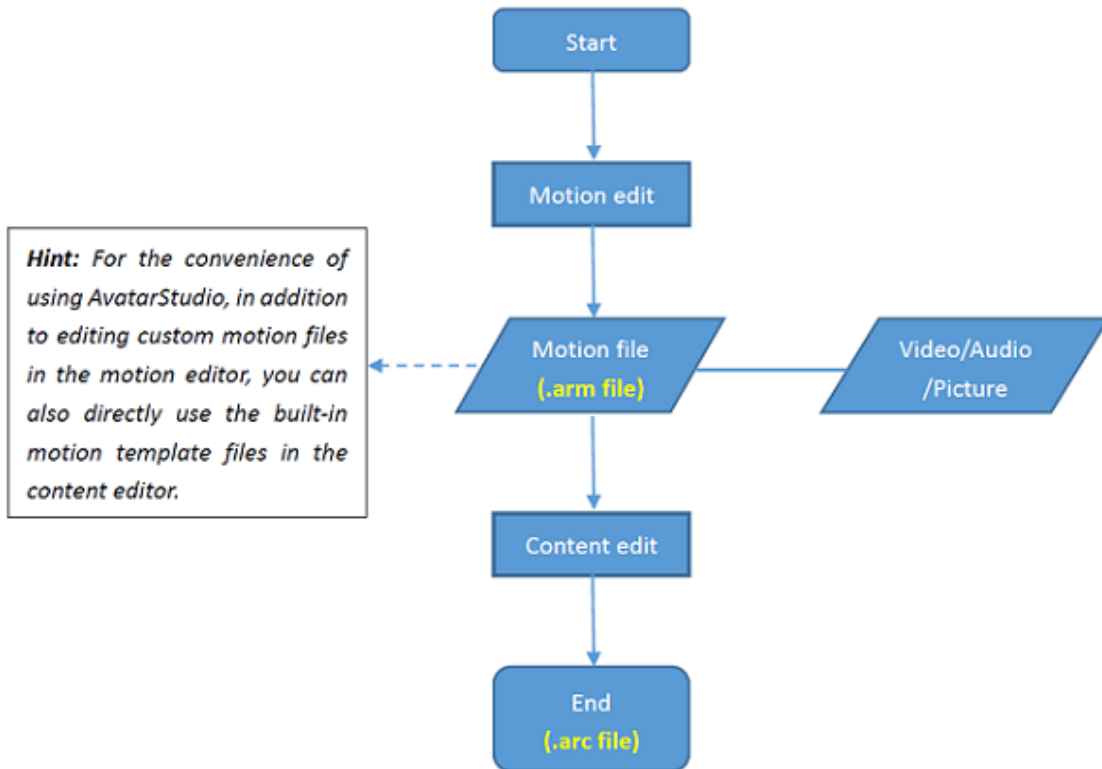 Start
Motion edit
Hint: For the convenience of
using AvatarStudio, in addition
to editing custom motion files
in the motion editor, you can
also directly use the built-in
motion template files in the
content editor.
Motion file
(.arm file)
Video/Audio
/Picture
Content edit
End
(.arc file)